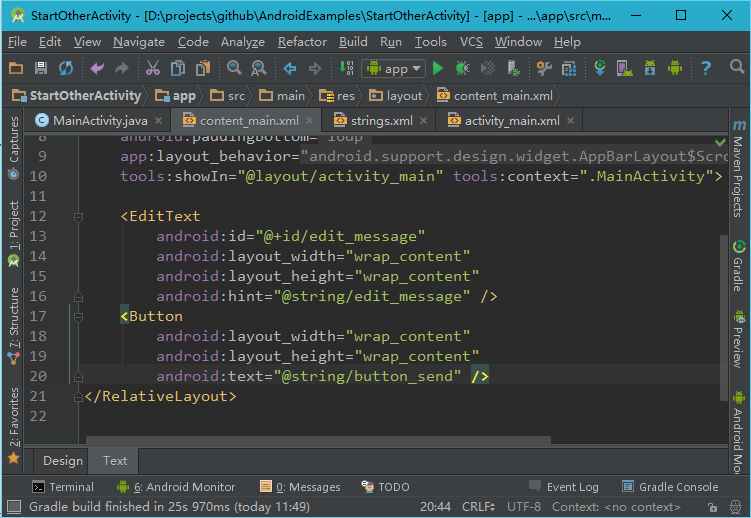 StartOtherActivity - [D:\projects\github\AndroidExamples\StartOtherActivity] - [app] - ...\app\src\m...
File Edit View Navigate Code Analyze Refactor Build Run Tools VCS Window Help
app
StartOtherActivity app src main res layout content_main.xml
MainActivity.java content_main.xml strings.xml activity_main.xml
8 android:paddingBottom="16dp"
9 app:layout_behavior="android.support.design.widget.AppBarLayout$Scro
10 tools:showIn="@layout/activity_main" tools:context=".MainActivity">
11
12 <EditText
13 android:id="@+id/edit_message"
14 android:layout_width="wrap_content"
15 android:layout_height="wrap_content"
16 android:hint="@string/edit_message" />
17 <Button
18 android:layout_width="wrap_content"
19 android:layout_height="wrap_content"
20 android:text="@string/button_send" />
21 </RelativeLayout>
22
Captures
1: Project
7: Structure
2: Favorites
Maven Projects
Gradle
Preview
Android Mo
Design Text
Terminal 6: Android Monitor 0: Messages TODO Event Log Gradle Console
Gradle build finished in 25s 970ms (today 11:49) 20:44 CRLF UTF-8 Context: <no context>